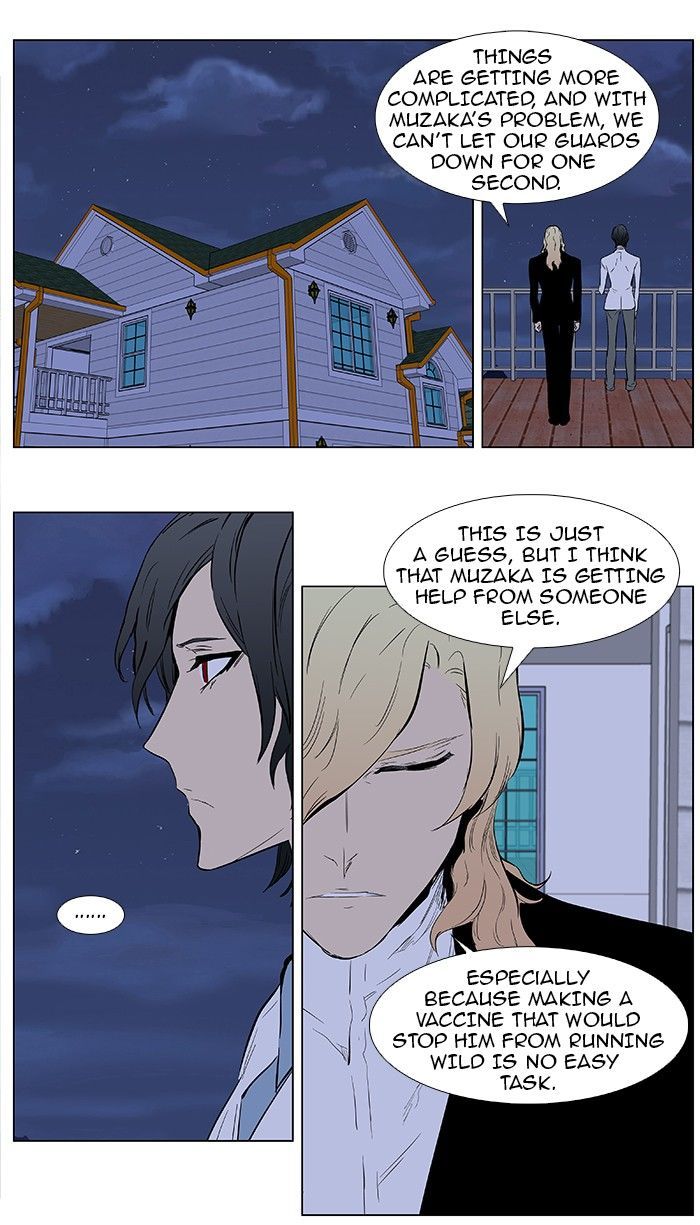 THINGS
ARE GETTING MORE
COMPLICATED, AND WITH
MUZAKA'S PROBLEM, WE
CAN'T LET OUR GUARDS
DOWN FOR ONE
SECOND.
THIS IS JUST
A GUESS, BUT I THINK
THAT MUZAKA IS GETTING
HELP FROM SOMEONE
ELSE.
......
ESPECIALLY
BECAUSE MAKING A
VACCINE THAT WOULD
STOP HIM FROM RUNNING
WILD IS NO EASY
TASK.